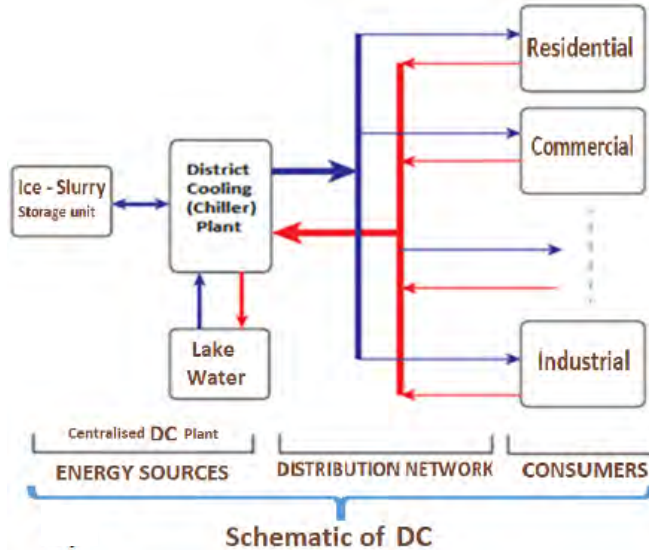 Residential
Commercial
Industrial
District
Cooling
(Chiller)
Plant
Ice - Slurry
Storage unit
Lake
Water
Centralised DC Plant
ENERGY SOURCES
DISTRIBUTION NETWORK
CONSUMERS
Schematic of DC